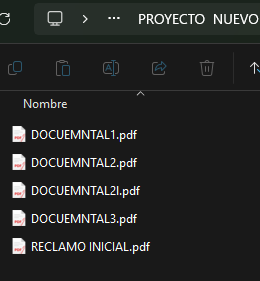 PROYECTO NUEVO
Nombre
DOCUEMNTAL1.pdf
DOCUEMNTAL2.pdf
DOCUEMNTAL2I.pdf
DOCUEMNTAL3.pdf
RECLAMO INICIAL.pdf